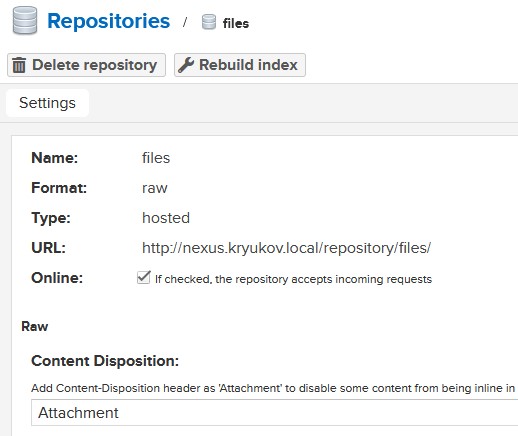 Repositories / files
Delete repository Rebuild index
Settings
Name: files
Format: raw
Type: hosted
URL: http://nexus.kryukov.local/repository/files/
Online: If checked, the repository accepts incoming requests
Raw
Content Disposition:
Add Content-Disposition header as 'Attachment' to disable some content from being inline in
Attachment